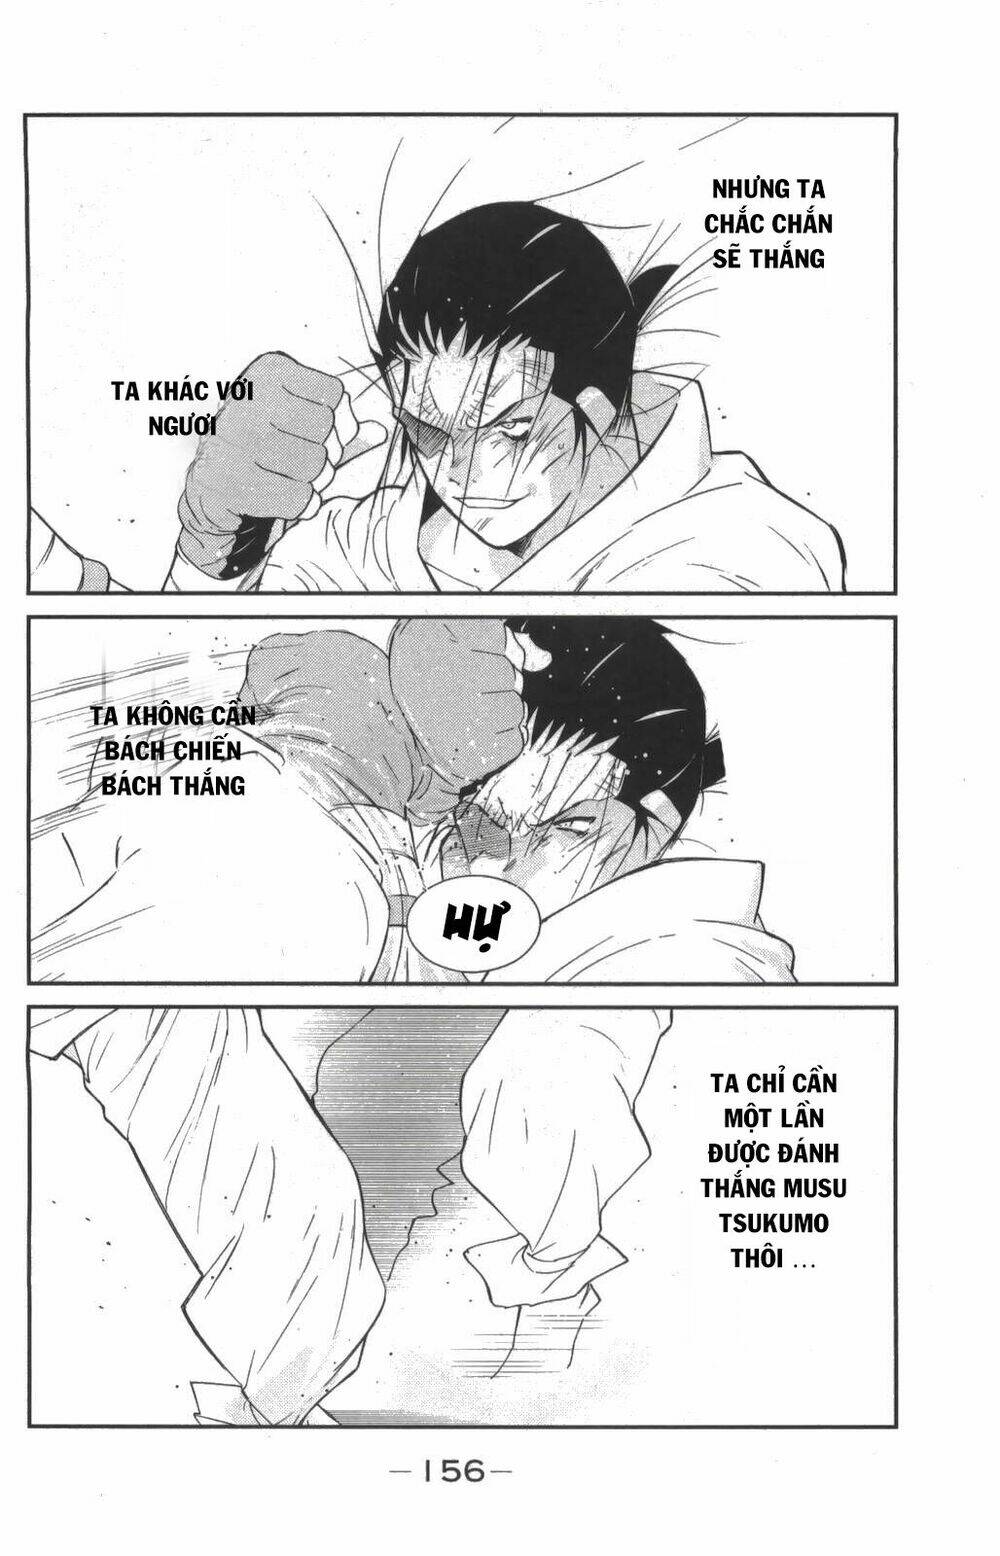 NHƯNG TA
CHẮC CHẮN
SẼ THẮNG
TA KHÁC VỚI
NGƯƠI
TA KHÔNG CẦN
BÁCH CHIẾN
BÁCH THẮNG
HỰ
TA CHỈ CẦN
MỘT LẦN
ĐƯỢC ĐÁNH
THẮNG MUSU
TSUKUMO
THÔI ...
— 156 —